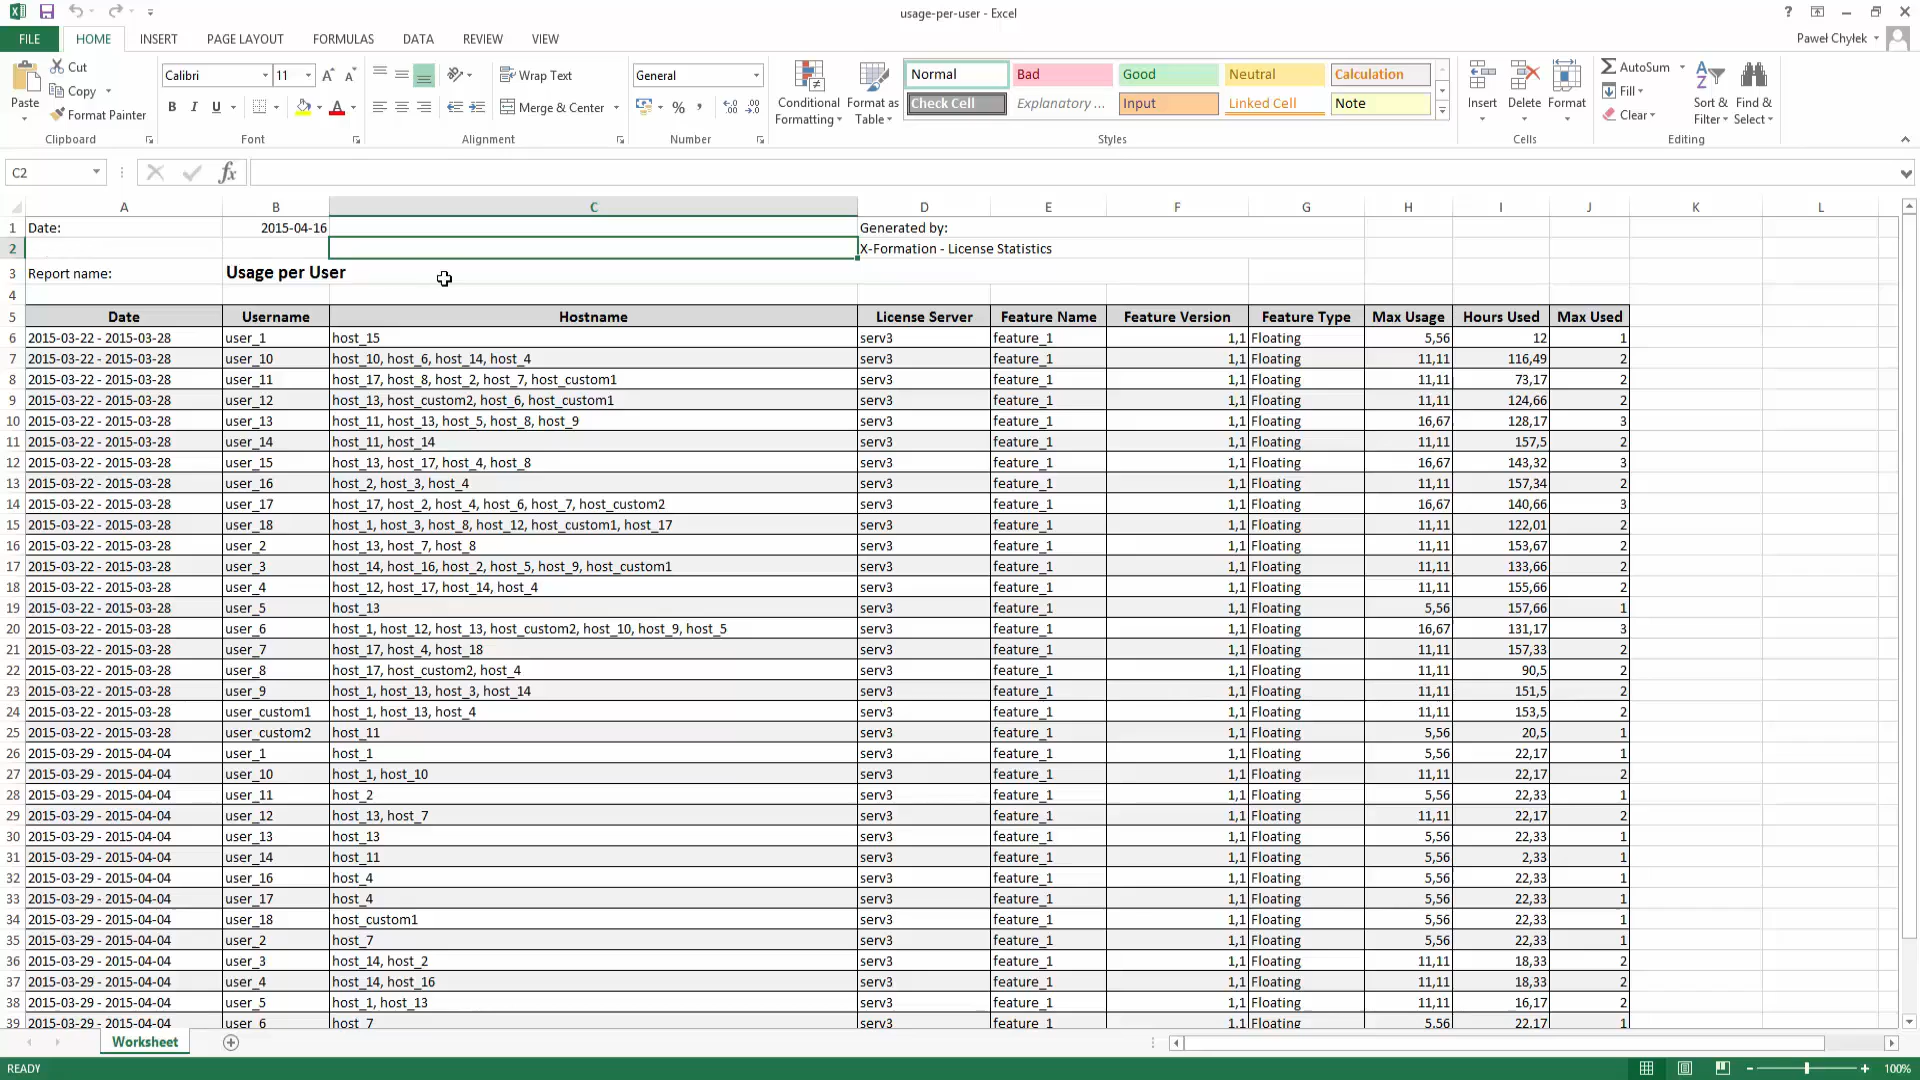 usage-per-user - Excel
FILE HOME INSERT PAGE LAYOUT FORMULAS DATA REVIEW VIEW Paweł Chyłek
Paste Cut Copy Format Painter
Calibri 11
Wrap Text
Merge & Center
General
Conditional Formatting
Format as Table
Normal Bad Good Neutral Calculation
Check Cell Explanatory ... Input Linked Cell Note
Insert Delete Format
AutoSum Fill Clear
Sort & Filter
Find & Select
Clipboard Font Alignment Number Styles Cells Editing
C2 fx
A B C D E F G H I J K L
1 Date: 2015-04-16 Generated by:
2 X-Formation - License Statistics
3 Report name: Usage per User
4
5 Date Username Hostname License Server Feature Name Feature Version Feature Type Max Usage Hours Used Max Used
6 2015-03-22 - 2015-03-28 user_1 host_15 serv3 feature_1 1,1 Floating 5,56 12 1
7 2015-03-22 - 2015-03-28 user_10 host_10, host_6, host_14, host_4 serv3 feature_1 1,1 Floating 11,11 116,49 2
8 2015-03-22 - 2015-03-28 user_11 host_17, host_8, host_2, host_7, host_custom1 serv3 feature_1 1,1 Floating 11,11 73,17 2
9 2015-03-22 - 2015-03-28 user_12 host_13, host_custom2, host_6, host_custom1 serv3 feature_1 1,1 Floating 11,11 124,66 2
10 2015-03-22 - 2015-03-28 user_13 host_11, host_13, host_5, host_8, host_9 serv3 feature_1 1,1 Floating 16,67 128,17 3
11 2015-03-22 - 2015-03-28 user_14 host_11, host_14 serv3 feature_1 1,1 Floating 11,11 157,5 2
12 2015-03-22 - 2015-03-28 user_15 host_13, host_17, host_4, host_8 serv3 feature_1 1,1 Floating 16,67 143,32 3
13 2015-03-22 - 2015-03-28 user_16 host_2, host_3, host_4 serv3 feature_1 1,1 Floating 11,11 157,34 2
14 2015-03-22 - 2015-03-28 user_17 host_17, host_2, host_4, host_6, host_7, host_custom2 serv3 feature_1 1,1 Floating 16,67 140,66 3
15 2015-03-22 - 2015-03-28 user_18 host_1, host_3, host_8, host_12, host_custom1, host_17 serv3 feature_1 1,1 Floating 11,11 122,01 2
16 2015-03-22 - 2015-03-28 user_2 host_13, host_7, host_8 serv3 feature_1 1,1 Floating 11,11 153,67 2
17 2015-03-22 - 2015-03-28 user_3 host_14, host_16, host_2, host_5, host_9, host_custom1 serv3 feature_1 1,1 Floating 11,11 133,66 2
18 2015-03-22 - 2015-03-28 user_4 host_12, host_17, host_14, host_4 serv3 feature_1 1,1 Floating 11,11 155,66 2
19 2015-03-22 - 2015-03-28 user_5 host_13 serv3 feature_1 1,1 Floating 5,56 157,66 1
20 2015-03-22 - 2015-03-28 user_6 host_1, host_12, host_13, host_custom2, host_10, host_9, host_5 serv3 feature_1 1,1 Floating 16,67 131,17 3
21 2015-03-22 - 2015-03-28 user_7 host_17, host_4, host_18 serv3 feature_1 1,1 Floating 11,11 157,33 2
22 2015-03-22 - 2015-03-28 user_8 host_17, host_custom2, host_4 serv3 feature_1 1,1 Floating 11,11 90,5 2
23 2015-03-22 - 2015-03-28 user_9 host_1, host_13, host_3, host_14 serv3 feature_1 1,1 Floating 11,11 151,5 2
24 2015-03-22 - 2015-03-28 user_custom1 host_1, host_13, host_4 serv3 feature_1 1,1 Floating 11,11 153,5 2
25 2015-03-22 - 2015-03-28 user_custom2 host_11 serv3 feature_1 1,1 Floating 5,56 20,5 1
26 2015-03-29 - 2015-04-04 user_1 host_1 serv3 feature_1 1,1 Floating 5,56 22,17 1
27 2015-03-29 - 2015-04-04 user_10 host_1, host_10 serv3 feature_1 1,1 Floating 11,11 22,17 2
28 2015-03-29 - 2015-04-04 user_11 host_2 serv3 feature_1 1,1 Floating 5,56 22,33 1
29 2015-03-29 - 2015-04-04 user_12 host_13, host_7 serv3 feature_1 1,1 Floating 11,11 22,17 2
30 2015-03-29 - 2015-04-04 user_13 host_13 serv3 feature_1 1,1 Floating 5,56 22,33 1
31 2015-03-29 - 2015-04-04 user_14 host_11 serv3 feature_1 1,1 Floating 5,56 2,33 1
32 2015-03-29 - 2015-04-04 user_16 host_4 serv3 feature_1 1,1 Floating 5,56 22,33 1
33 2015-03-29 - 2015-04-04 user_17 host_4 serv3 feature_1 1,1 Floating 5,56 22,33 1
34 2015-03-29 - 2015-04-04 user_18 host_custom1 serv3 feature_1 1,1 Floating 5,56 22,33 1
35 2015-03-29 - 2015-04-04 user_2 host_7 serv3 feature_1 1,1 Floating 5,56 22,33 1
36 2015-03-29 - 2015-04-04 user_3 host_14, host_2 serv3 feature_1 1,1 Floating 11,11 18,33 2
37 2015-03-29 - 2015-04-04 user_4 host_14, host_16 serv3 feature_1 1,1 Floating 11,11 18,33 2
38 2015-03-29 - 2015-04-04 user_5 host_1, host_13 serv3 feature_1 1,1 Floating 11,11 16,17 2
39 2015-03-29 - 2015-04-04 user_6 host_7 serv3 feature_1 1,1 Floating 5,56 22,17 1
Worksheet
READY 100%